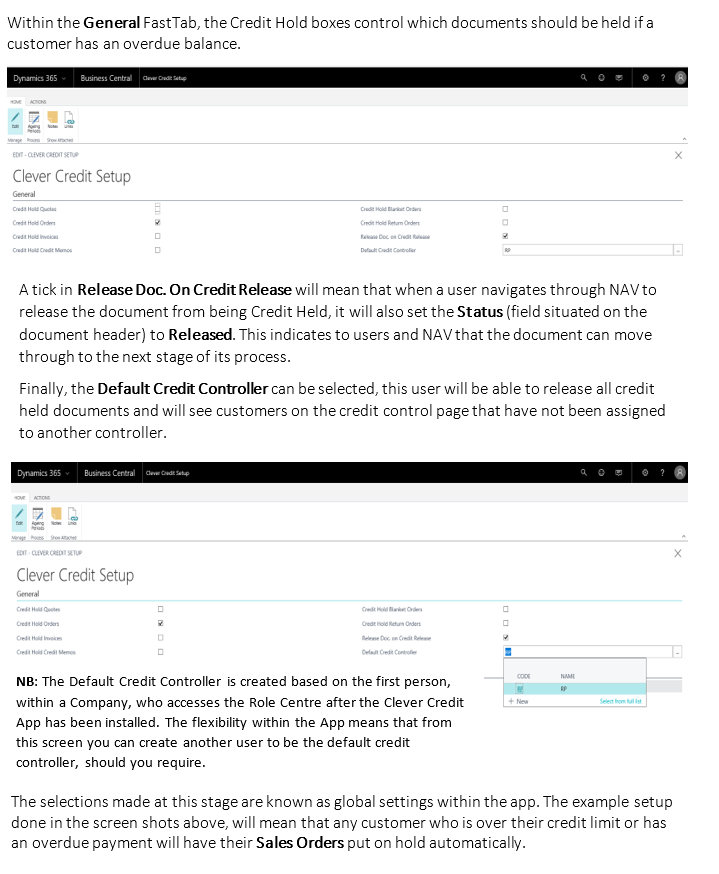 Within the General FastTab, the Credit Hold boxes control which documents should be held if a
customer has an overdue balance.
Dynamics 365
Business Central
Clever Credit Setup
?
HOME
ACTIONS
Edit
Ageing Periods
Notes
Links
Manage
Process
Show Attached
EDIT - CLEVER CREDIT SETUP
Clever Credit Setup
General
Credit Hold Quotes
Credit Hold Blanket Orders
Credit Hold Orders
Credit Hold Return Orders
Credit Hold Invoices
Release Doc. on Credit Release
Credit Hold Credit Memos
Default Credit Controller
RP
A tick in Release Doc. On Credit Release will mean that when a user navigates through NAV to
release the document from being Credit Held, it will also set the Status (field situated on the
document header) to Released. This indicates to users and NAV that the document can move
through to the next stage of its process.
Finally, the Default Credit Controller can be selected, this user will be able to release all credit
held documents and will see customers on the credit control page that have not been assigned
to another controller.
Dynamics 365
Business Central
Clever Credit Setup
?
HOME
ACTIONS
Edit
Ageing Periods
Notes
Links
Manage
Process
Show Attached
EDIT - CLEVER CREDIT SETUP
Clever Credit Setup
General
Credit Hold Quotes
Credit Hold Blanket Orders
Credit Hold Orders
Credit Hold Return Orders
Credit Hold Invoices
Release Doc. on Credit Release
Credit Hold Credit Memos
Default Credit Controller
RP
CODE
NAME
RP
RP
+ New
Select from full list
NB: The Default Credit Controller is created based on the first person,
within a Company, who accesses the Role Centre after the Clever Credit
App has been installed. The flexibility within the App means that from
this screen you can create another user to be the default credit
controller, should you require.
The selections made at this stage are known as global settings within the app. The example setup
done in the screen shots above, will mean that any customer who is over their credit limit or has
an overdue payment will have their Sales Orders put on hold automatically.